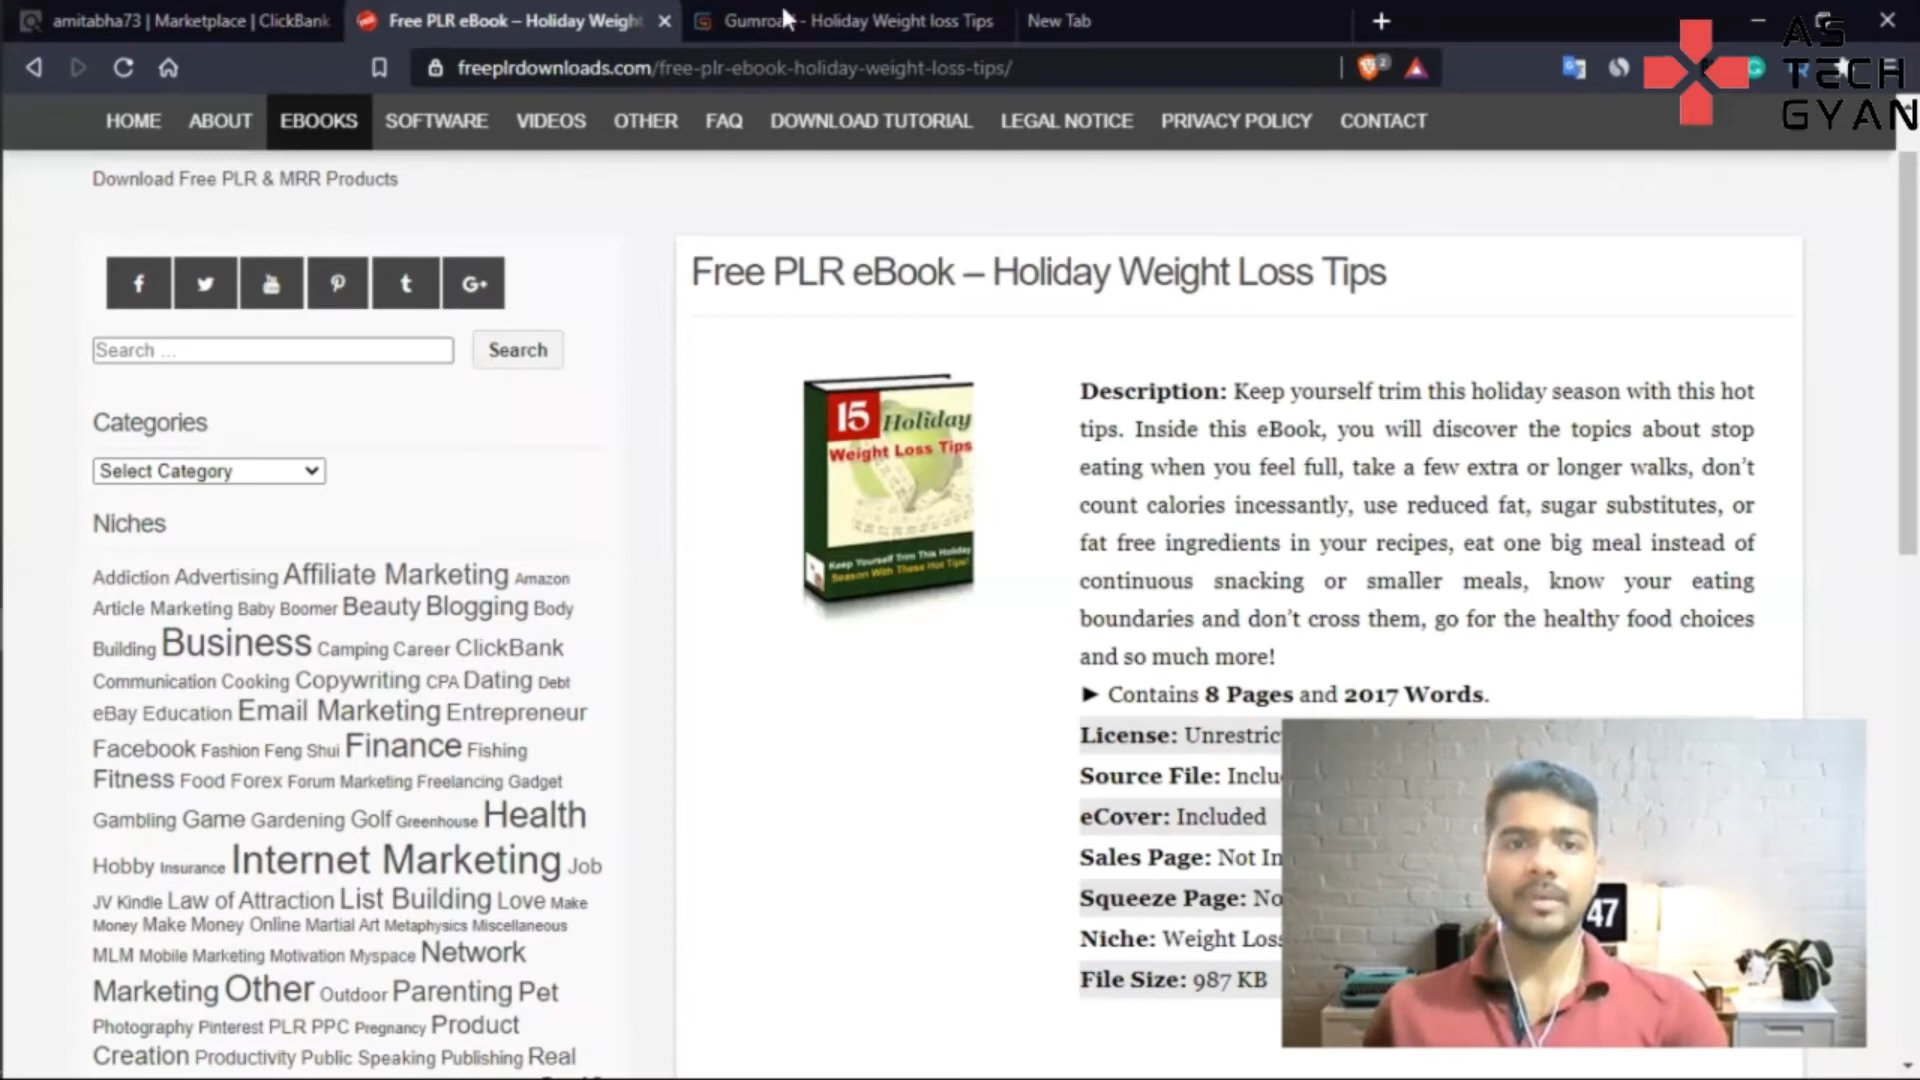 amitabha73 | Marketplace | ClickBank
Free PLR eBook – Holiday Weigh
Gumroa - Holiday Weight loss Tips
New Tab
freeplrdownloads.com/free-plr-ebook-holiday-weight-loss-tips/
2
AS
TECH
GYAN
HOME ABOUT EBOOKS SOFTWARE VIDEOS OTHER FAQ DOWNLOAD TUTORIAL LEGAL NOTICE PRIVACY POLICY CONTACT
Download Free PLR & MRR Products
Search ...
Search
Categories
Select Category
Niches
Addiction Advertising Affiliate Marketing Amazon
Article Marketing Baby Boomer Beauty Blogging Body
Building Business Camping Career ClickBank
Communication Cooking Copywriting CPA Dating Debt
eBay Education Email Marketing Entrepreneur
Facebook Fashion Feng Shui Finance Fishing
Fitness Food Forex Forum Marketing Freelancing Gadget
Gambling Game Gardening Golf Greenhouse Health
Hobby Insurance Internet Marketing Job
JV Kindle Law of Attraction List Building Love Make
Money Make Money Online Martial Art Metaphysics Miscellaneous
MLM Mobile Marketing Motivation Myspace Network
Marketing Other Outdoor Parenting Pet
Photography Pinterest PLR PPC Pregnancy Product
Creation Productivity Public Speaking Publishing Real
Free PLR eBook – Holiday Weight Loss Tips
15 Holiday
Weight Loss Tips
Keep Yourself Trim This Holiday
Season With These Hot Tips!
Description: Keep yourself trim this holiday season with this hot
tips. Inside this eBook, you will discover the topics about stop
eating when you feel full, take a few extra or longer walks, don't
count calories incessantly, use reduced fat, sugar substitutes, or
fat free ingredients in your recipes, eat one big meal instead of
continuous snacking or smaller meals, know your eating
boundaries and don't cross them, go for the healthy food choices
and so much more!
► Contains 8 Pages and 2017 Words.
License: Unrestric
Source File: Inclu
eCover: Included
Sales Page: Not In
Squeeze Page: No
Niche: Weight Loss
File Size: 987 KB
47